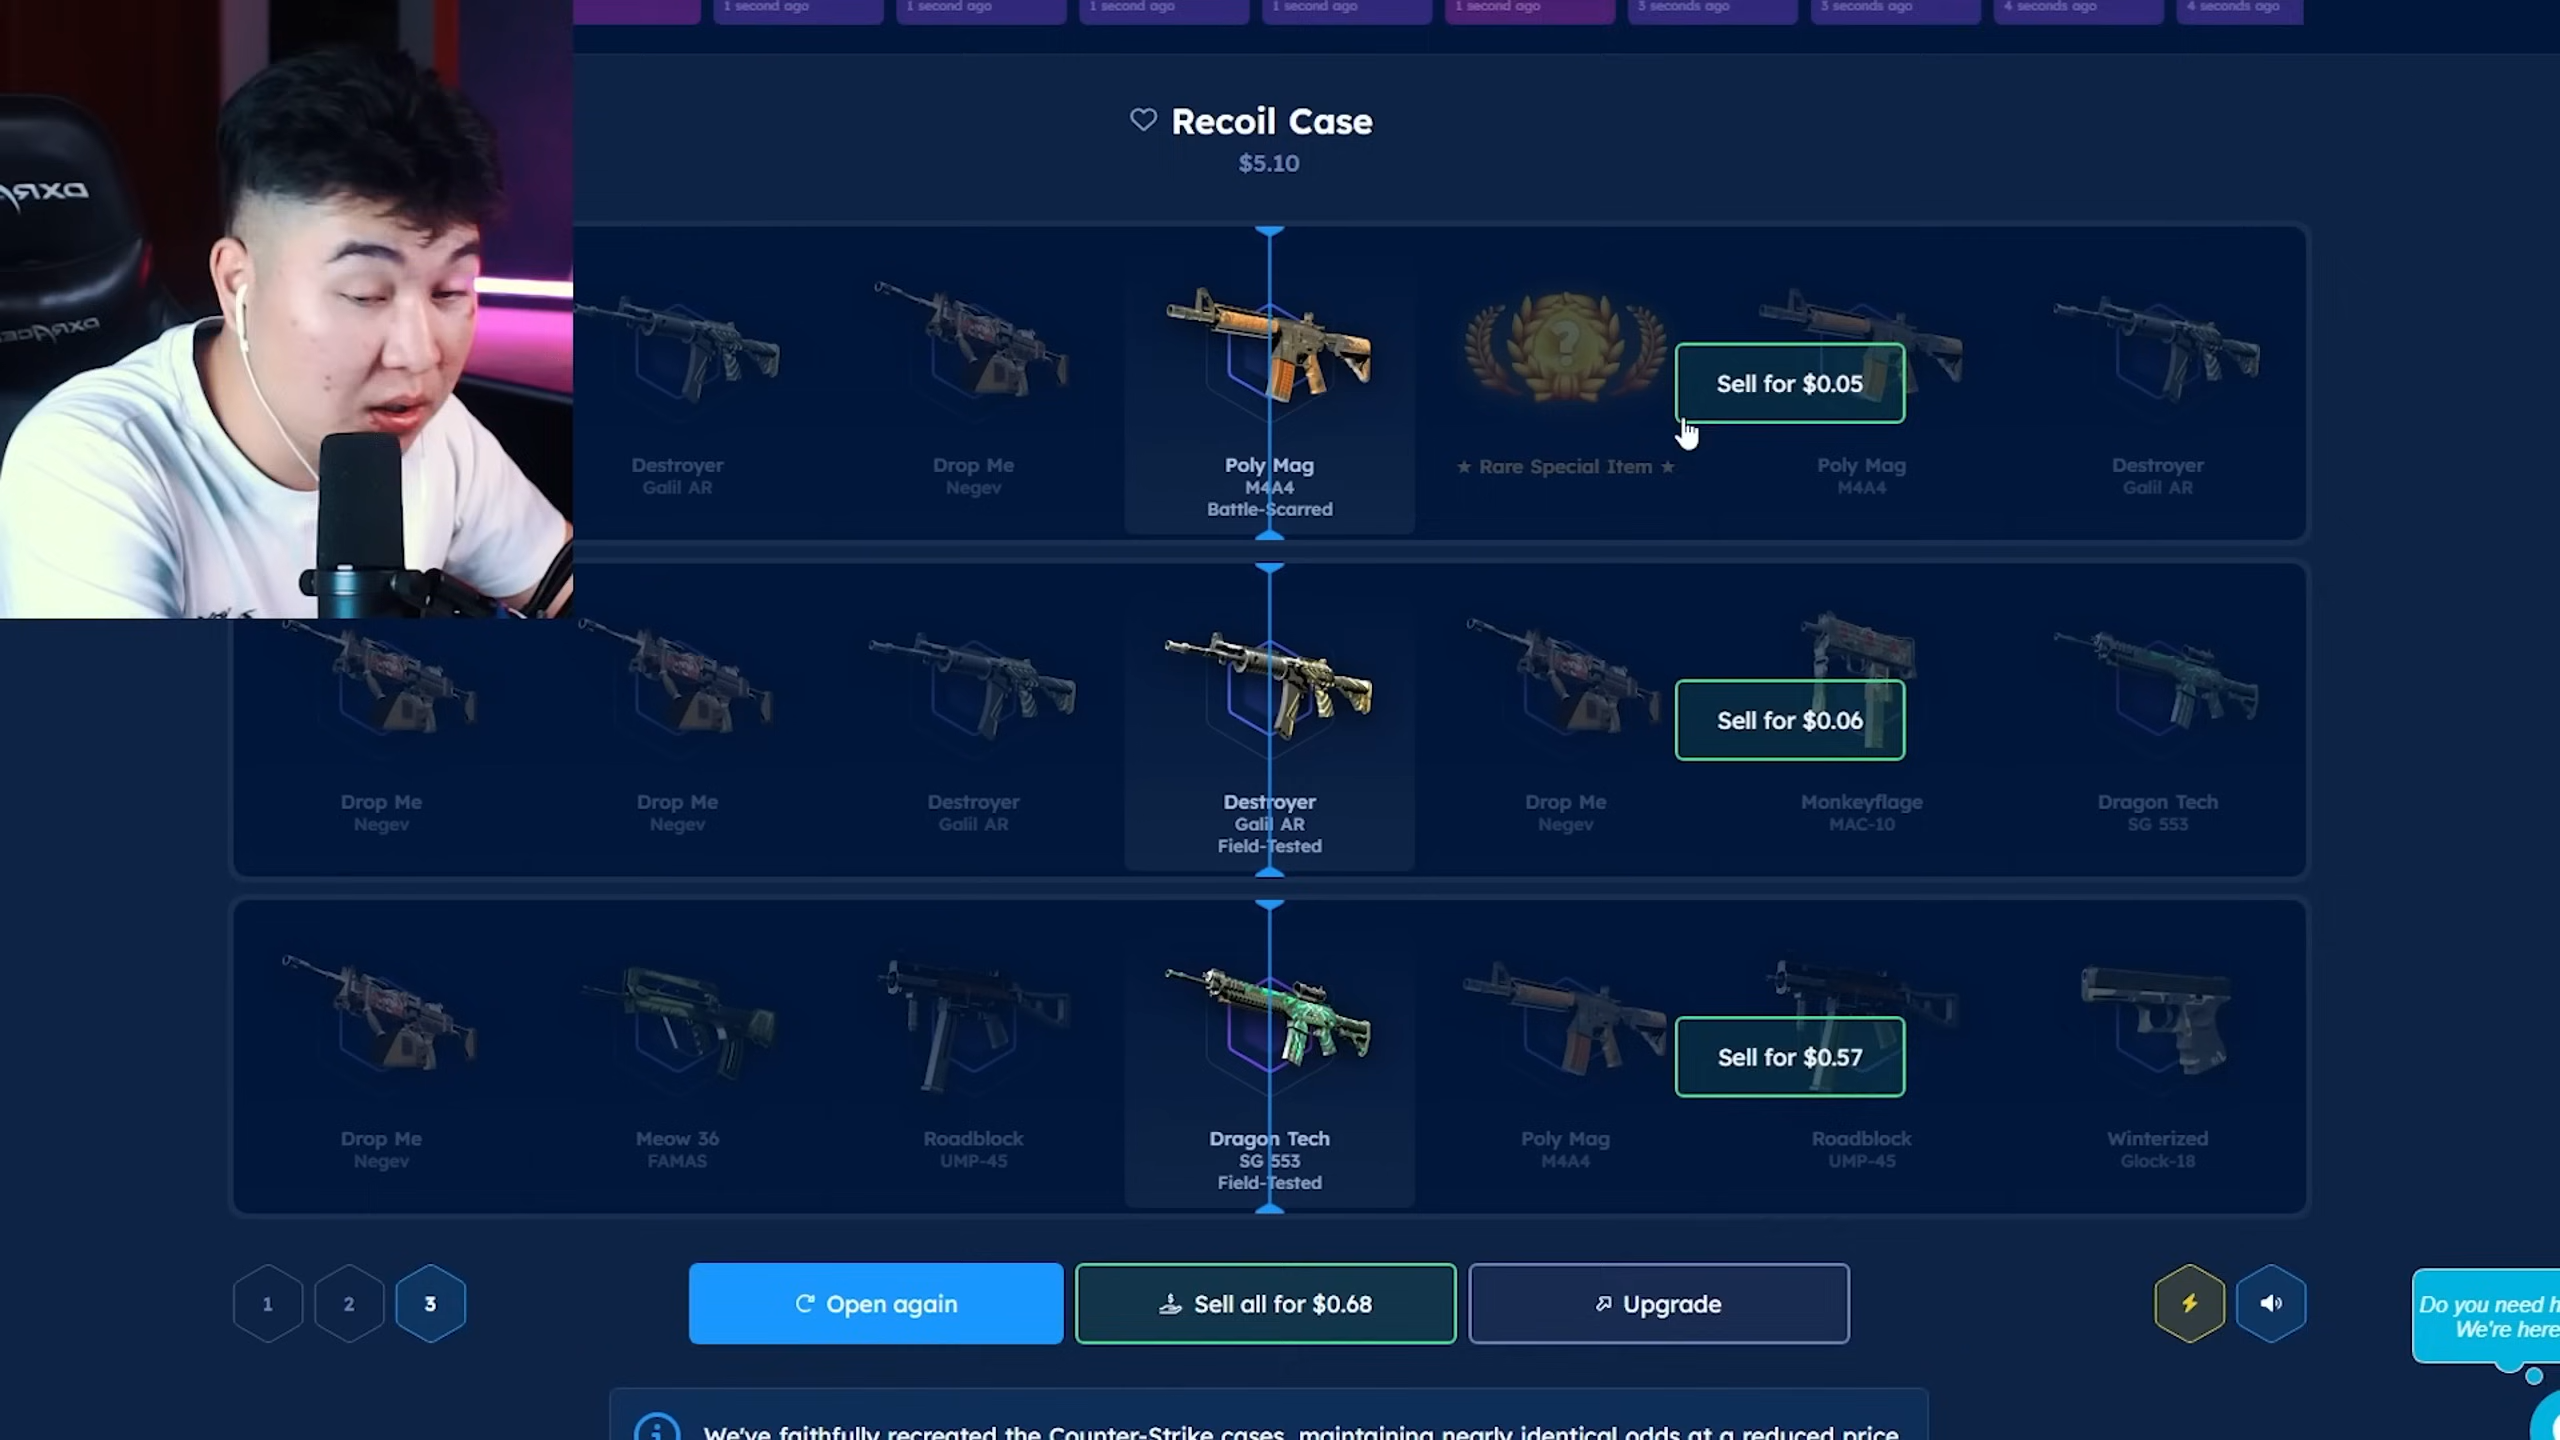 1 second ago
1 second ago
1 second ago
1 second ago
1 second ago
3 seconds ago
3 seconds ago
4 seconds ago
4 seconds ago
Recoil Case
$5.10
Destroyer
Galil AR
Drop Me
Negev
Poly Mag
M4A4
Battle-Scarred
★ Rare Special Item ★
Sell for $0.05
Poly Mag
M4A4
Destroyer
Galil AR
Drop Me
Negev
Drop Me
Negev
Destroyer
Galil AR
Destroyer
Galil AR
Field-Tested
Drop Me
Negev
Sell for $0.06
Monkeyflage
MAC-10
Dragon Tech
SG 553
Drop Me
Negev
Meow 36
FAMAS
Roadblock
UMP-45
Dragon Tech
SG 553
Field-Tested
Poly Mag
M4A4
Sell for $0.57
Roadblock
UMP-45
Winterized
Glock-18
1
2
3
Open again
Sell all for $0.68
Upgrade
Do you need h
We're here
We've faithfully recreated the Counter-Strike cases, maintaining nearly identical odds at a reduced price